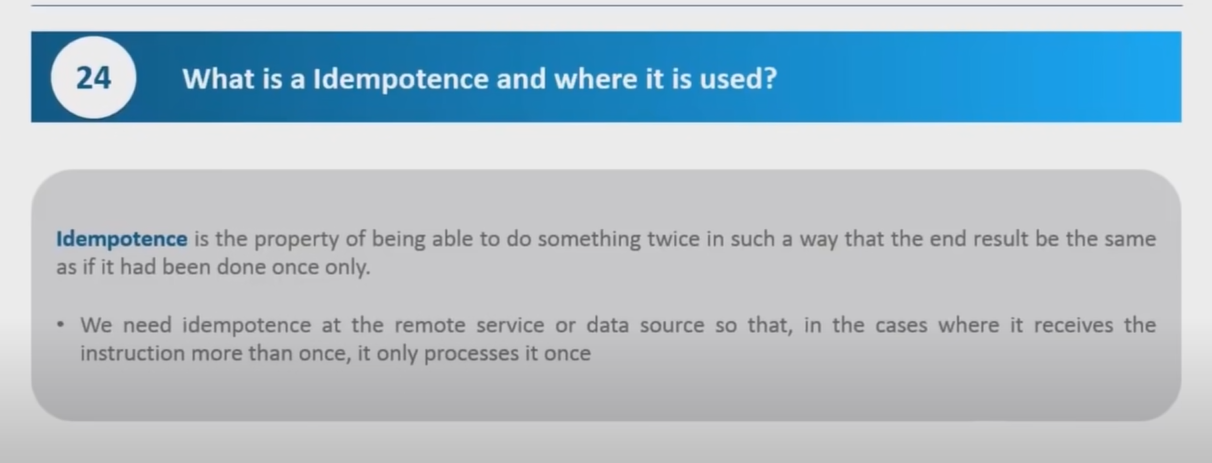 24
What is a Idempotence and where it is used?
Idempotence is the property of being able to do something twice in such a way that the end result be the same
as if it had been done once only.
• We need idempotence at the remote service or data source so that, in the cases where it receives the
instruction more than once, it only processes it once